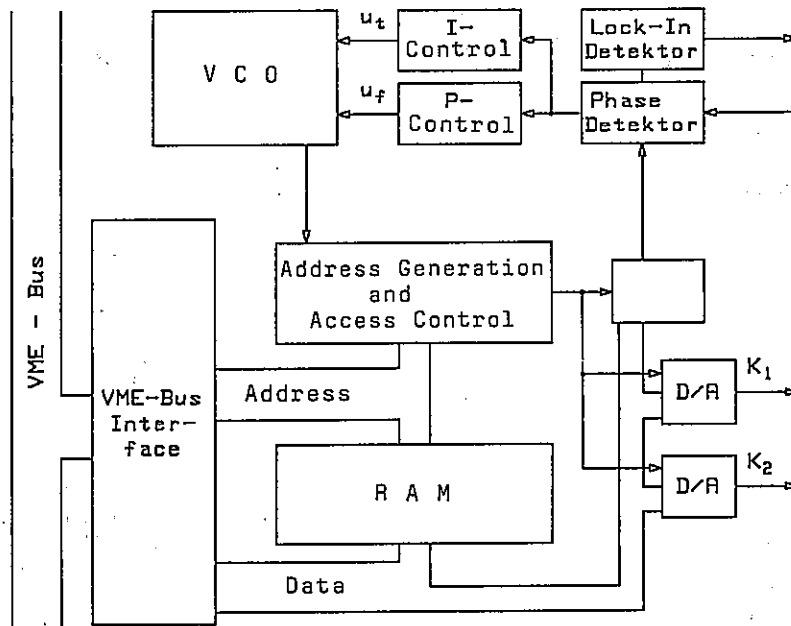 u_t
I-
Control
Lock-In
Detektor
V C O
u_f
P-
Control
Phase
Detektor
Address Generation
and
Access Control
VME - Bus
VME-Bus
Inter-
face
Address
D/A
K_1
R A M
D/A
K_2
Data